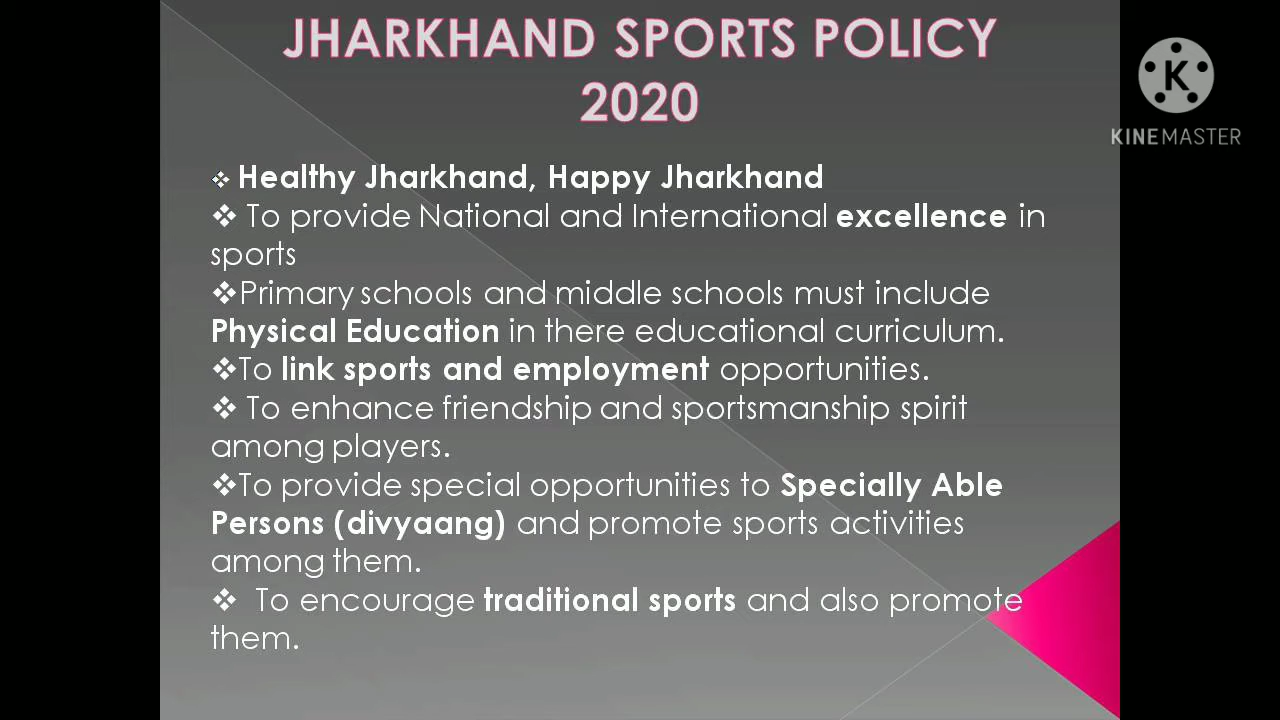 JHARKHAND SPORTS POLICY
2020
K
KINEMASTER
❖ Healthy Jharkhand, Happy Jharkhand
❖ To provide National and International excellence in
sports
❖Primary schools and middle schools must include
Physical Education in there educational curriculum.
❖To link sports and employment opportunities.
❖ To enhance friendship and sportsmanship spirit
among players.
❖To provide special opportunities to Specially Able
Persons (divyaang) and promote sports activities
among them.
❖ To encourage traditional sports and also promote
them.